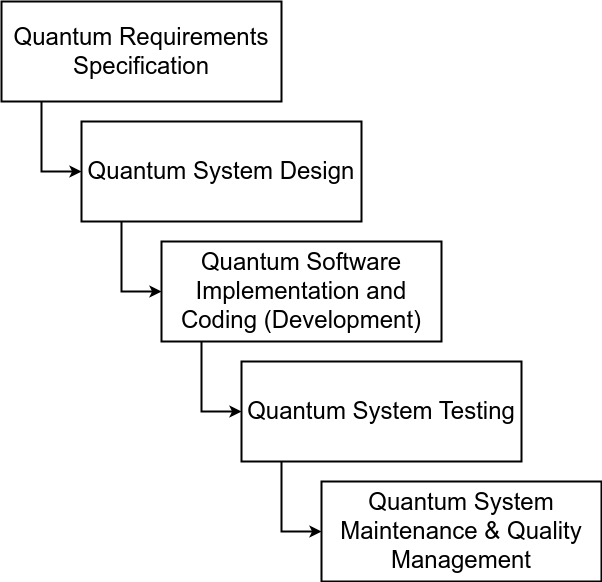 Quantum Requirements
Specification
Quantum System Design
Quantum Software
Implementation and
Coding (Development)
Quantum System Testing
Quantum System
Maintenance & Quality
Management